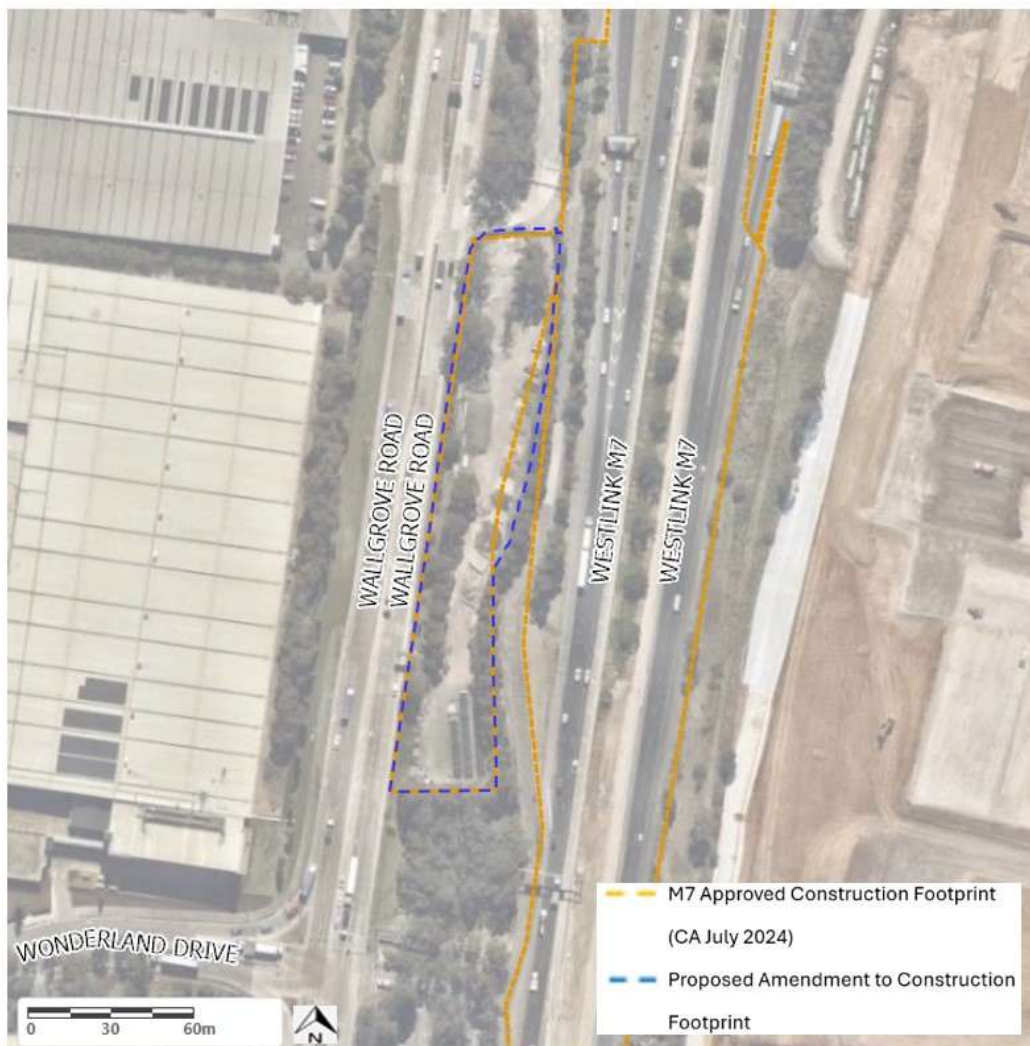 WALLGROVE ROAD
WALLGROVE ROAD
WESTLINK M7
WESTLINK M7
WONDERLAND DRIVE
0 30 60m
N
M7 Approved Construction Footprint
(CA July 2024)
Proposed Amendment to Construction
Footprint